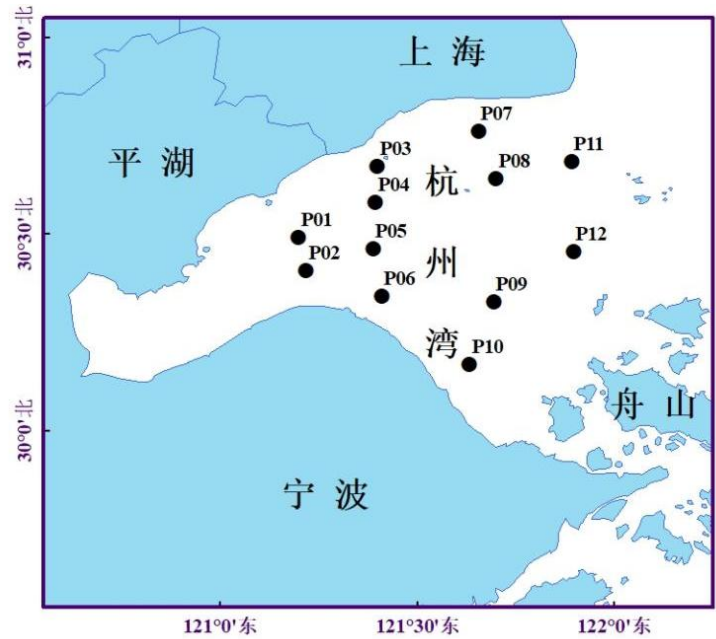 31°0'北
上 海
P07
平 湖
P03
杭
P08
P11
P04
P01
30°30'北
P05
P12
P02
州
P06
P09
湾
P10
舟 山
30°0'北
宁 波
121°0'东
121°30'东
122°0'东